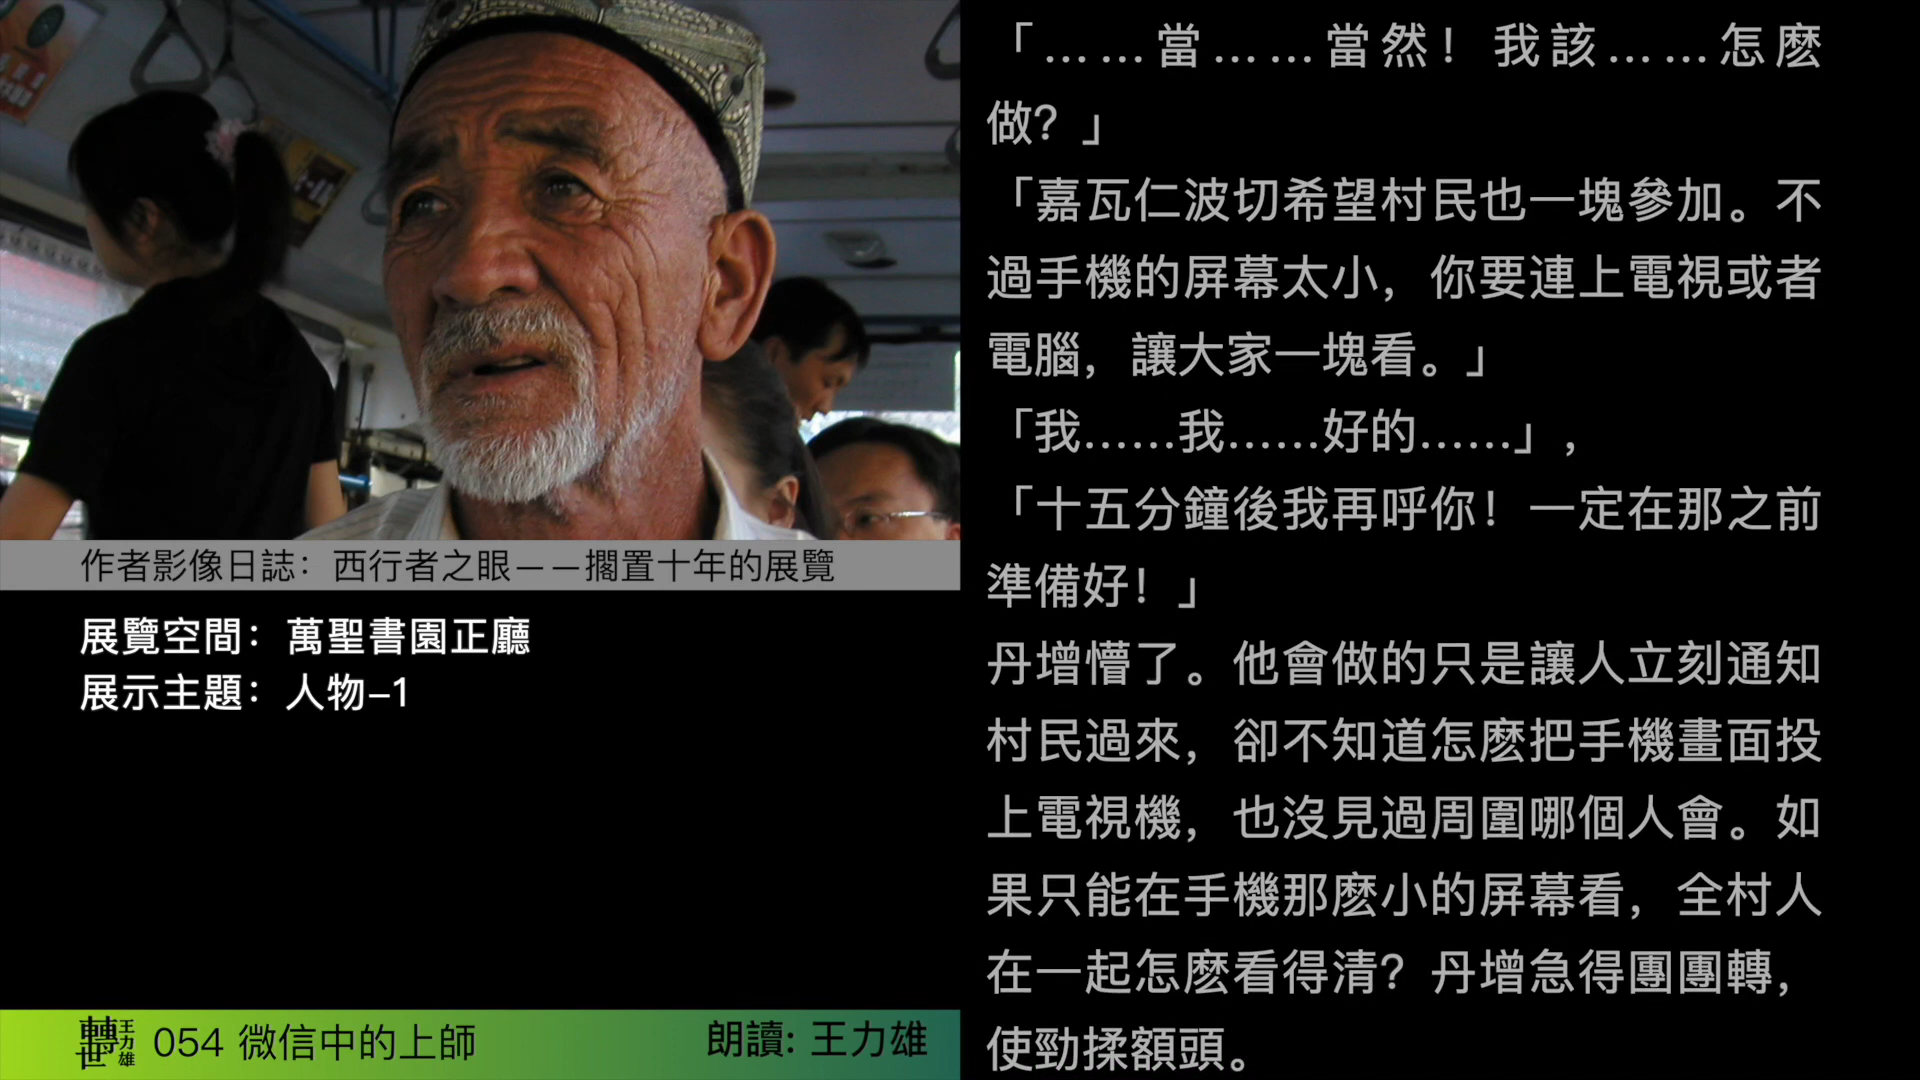 作者影像日誌：西行者之眼——擱置十年的展覽
展覽空間：萬聖書園正廳
展示主題：人物–1
轉世
王力雄
054 微信中的上師
朗讀: 王力雄
「……當……當然！我該……怎麽
做？」
「嘉瓦仁波切希望村民也一塊參加。不
過手機的屏幕太小，你要連上電視或者
電腦，讓大家一塊看。」
「我……我……好的……」，
「十五分鐘後我再呼你！一定在那之前
準備好！」
丹增懵了。他會做的只是讓人立刻通知
村民過來，卻不知道怎麽把手機畫面投
上電視機，也沒見過周圍哪個人會。如
果只能在手機那麽小的屏幕看，全村人
在一起怎麽看得清？丹增急得團團轉，
使勁揉額頭。